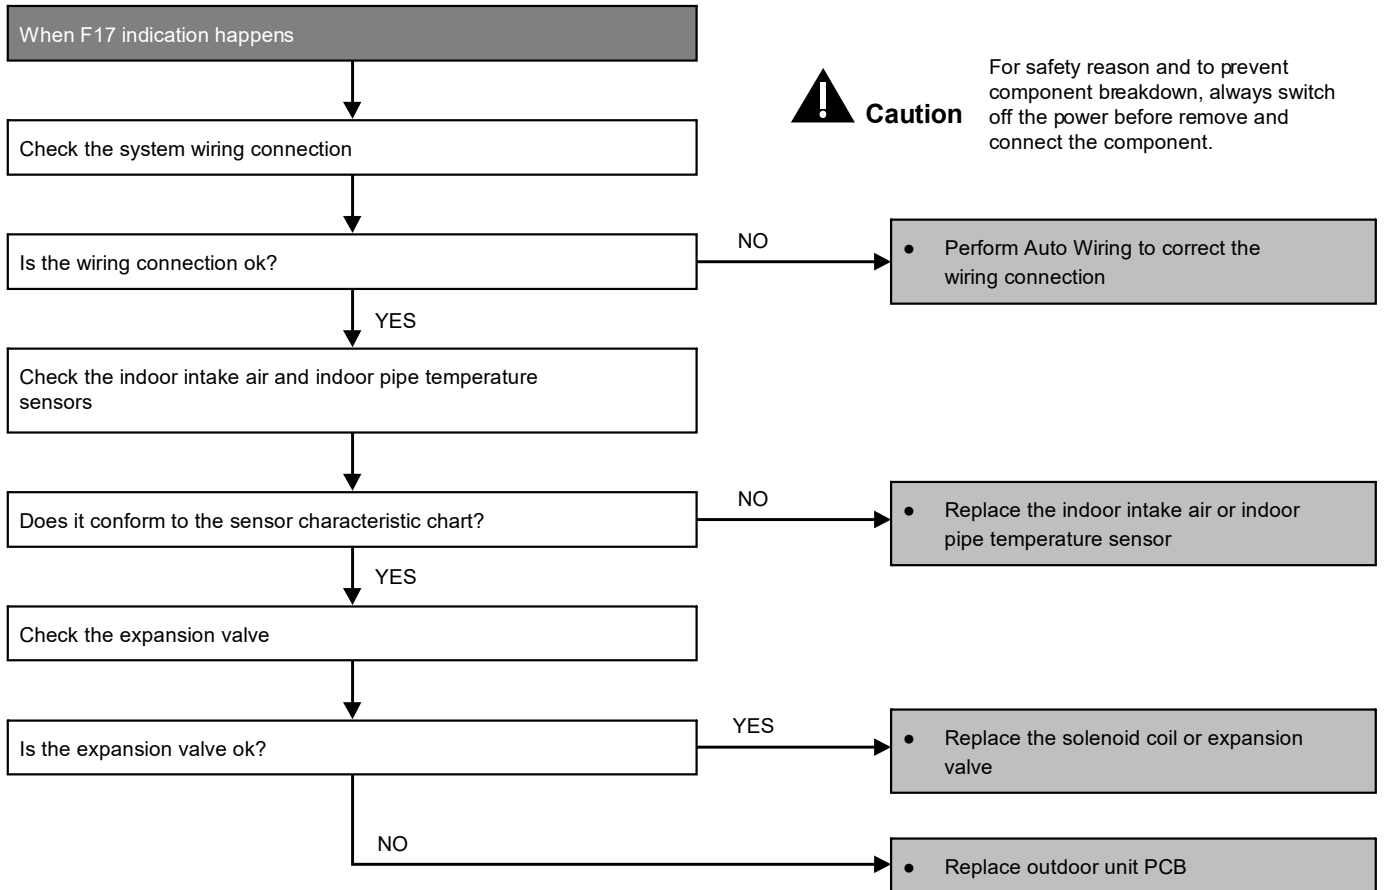 When F17 indication happens
For safety reason and to prevent
component breakdown, always switch
off the power before remove and
connect the component.
Caution
Check the system wiring connection
Is the wiring connection ok?
NO
● Perform Auto Wiring to correct the
wiring connection
YES
Check the indoor intake air and indoor pipe temperature
sensors
Does it conform to the sensor characteristic chart?
NO
● Replace the indoor intake air or indoor
pipe temperature sensor
YES
Check the expansion valve
Is the expansion valve ok?
YES
● Replace the solenoid coil or expansion
valve
NO
● Replace outdoor unit PCB